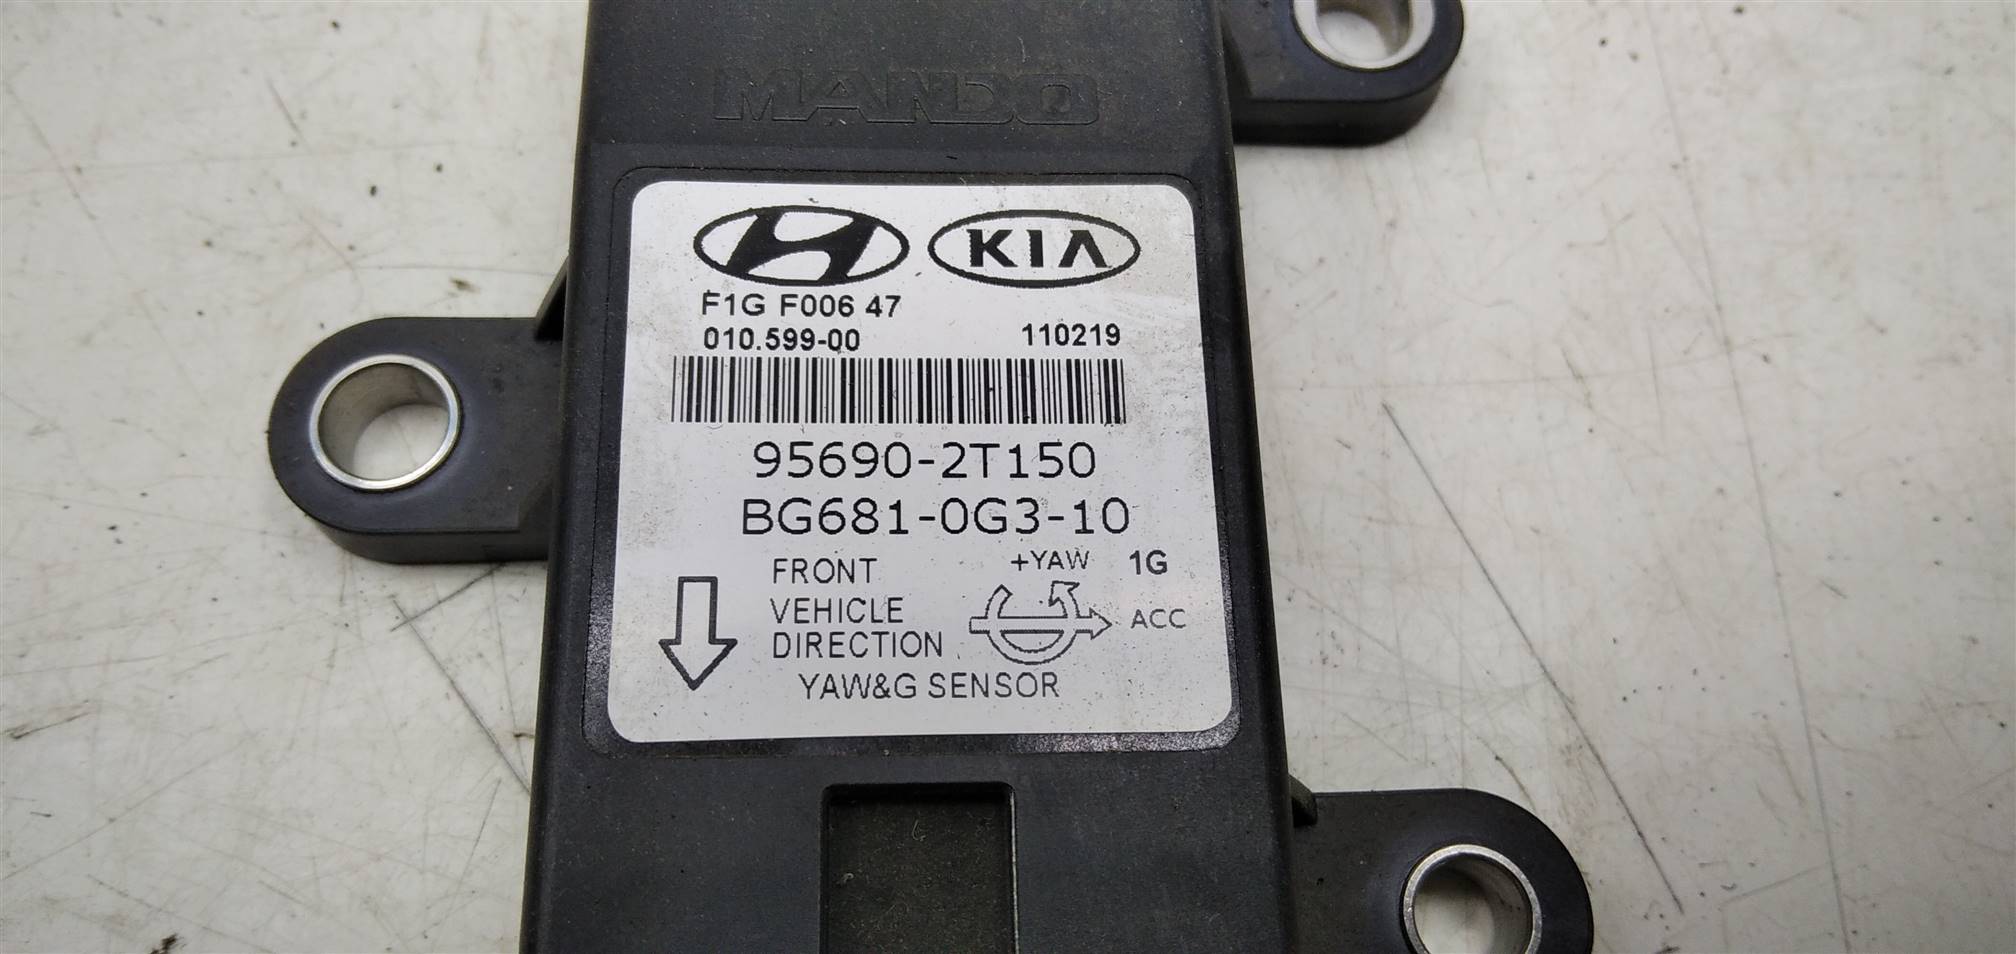 MANDO
KIA
F1G F006 47
010.599-00 110219
95690-2T150
BG681-0G3-10
+YAW 1G
FRONT
VEHICLE
DIRECTION
ACC
YAW&G SENSOR